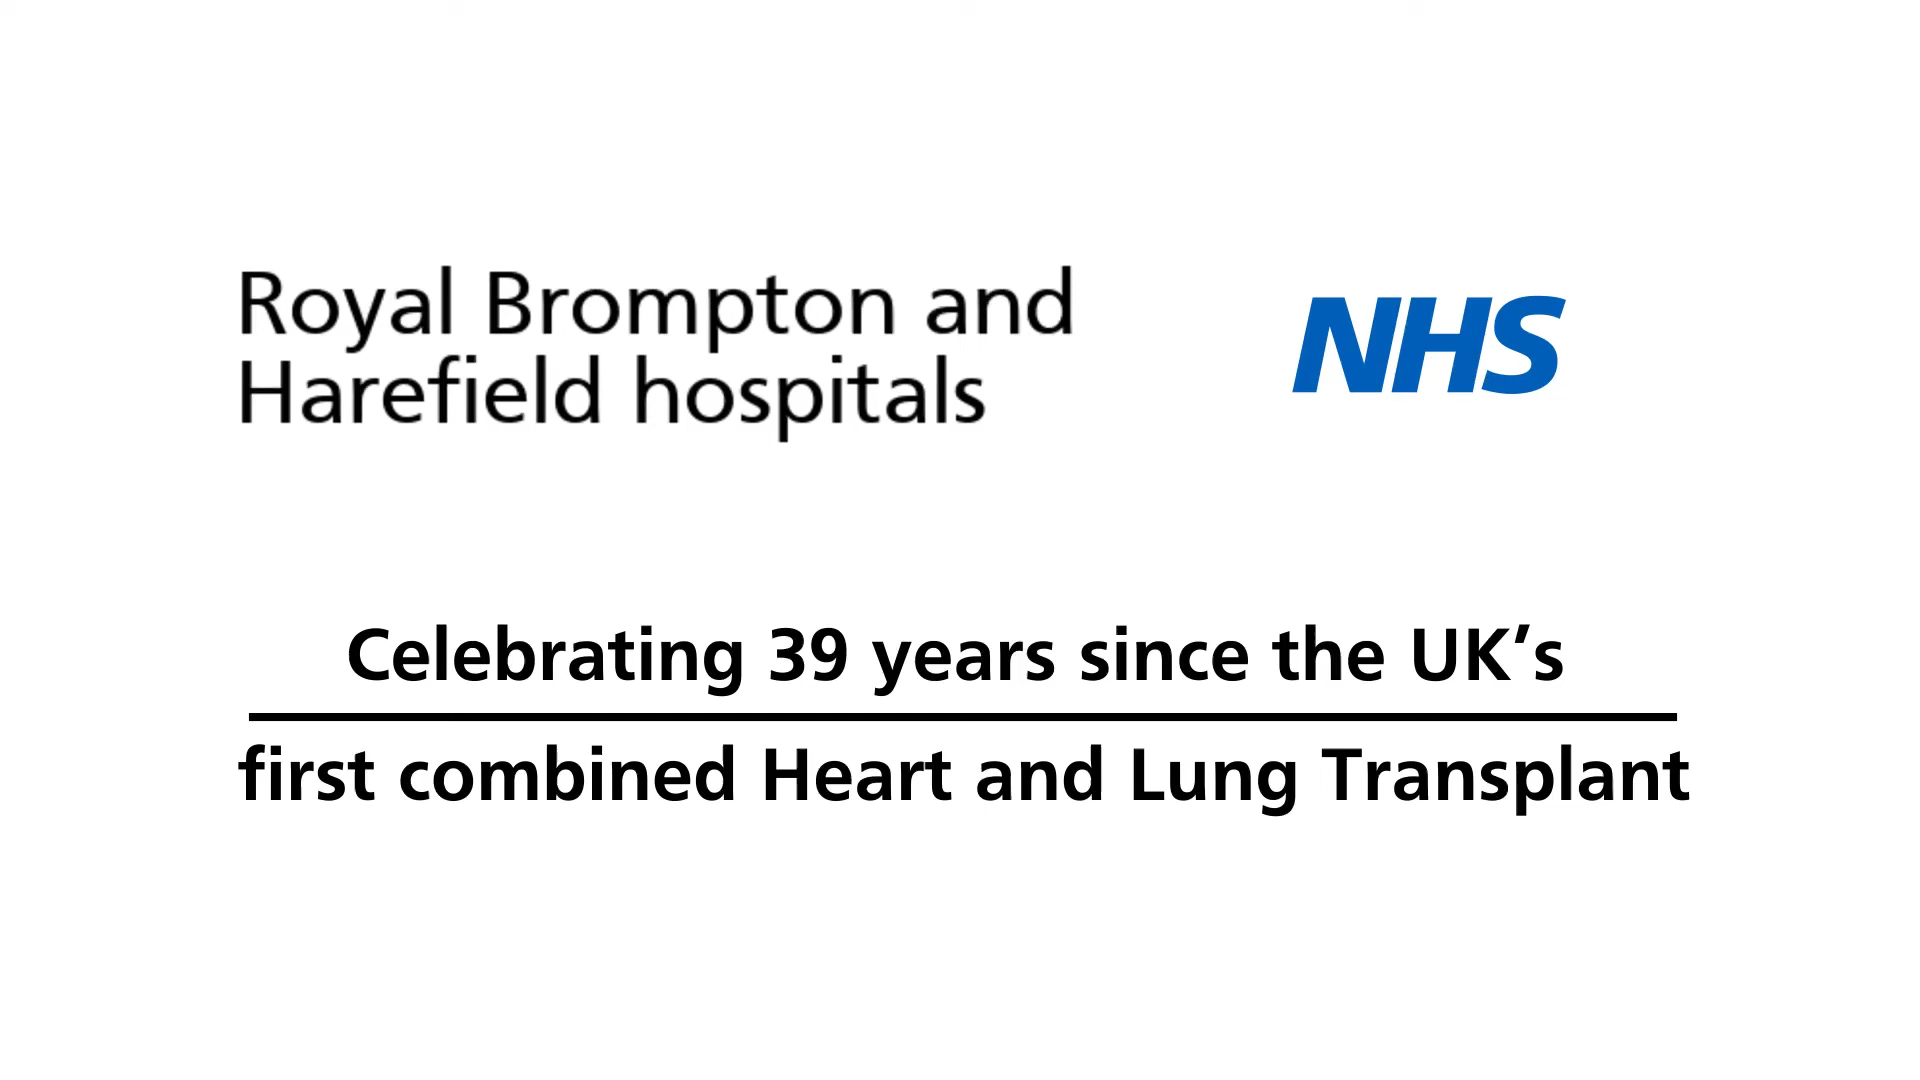 Royal Brompton and
Harefield hospitals
NHS
Celebrating 39 years since the UK’s
first combined Heart and Lung Transplant